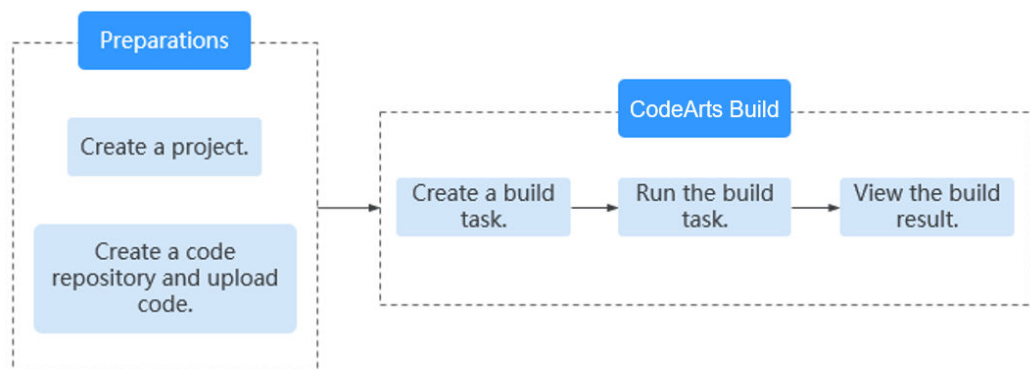 Preparations
Create a project.
Create a code
repository and upload
code.
CodeArts Build
Create a build
task.
Run the build
task.
View the build
result.